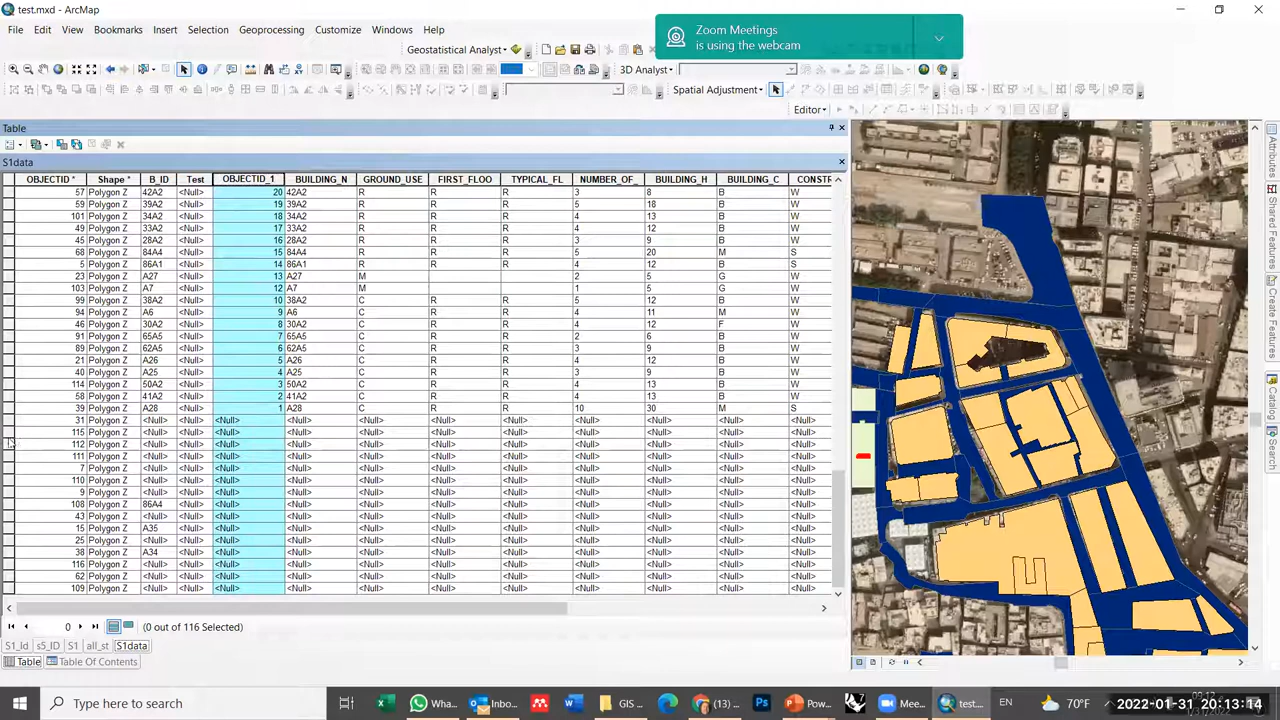 test.mxd - ArcMap
Zoom Meetings
is using the webcam
File Edit View Bookmarks Insert Selection Geoprocessing Customize Windows Help
Geostatistical Analyst
3D Analyst
Spatial Adjustment
Editor
Table
S1data
OBJECTID * Shape * B_ID Test OBJECTID_1 BUILDING_N GROUND_USE FIRST_FLOO TYPICAL_FL NUMBER_OF_ BUILDING_H BUILDING_C CONSTR
57 Polygon Z 42A2 <Null> 20 42A2 R R R 3 8 B W
59 Polygon Z 39A2 <Null> 19 39A2 R R R 5 18 B W
101 Polygon Z 34A2 <Null> 18 34A2 R R R 4 13 B W
49 Polygon Z 33A2 <Null> 17 33A2 R R R 4 12 B W
45 Polygon Z 28A2 <Null> 16 28A2 R R R 3 9 B W
68 Polygon Z 84A4 <Null> 15 84A4 R R R 5 20 M S
5 Polygon Z 86A1 <Null> 14 86A1 R R R 4 12 B S
23 Polygon Z A27 <Null> 13 A27 M 2 5 G W
103 Polygon Z A7 <Null> 12 A7 M 1 5 G W
99 Polygon Z 38A2 <Null> 10 38A2 C R R 5 12 B W
94 Polygon Z A6 <Null> 9 A6 C R R 4 11 M W
46 Polygon Z 30A2 <Null> 8 30A2 C R R 4 12 F W
91 Polygon Z 65A5 <Null> 7 65A5 C R R 2 6 B W
89 Polygon Z 62A5 <Null> 6 62A5 C R R 3 9 B W
21 Polygon Z A26 <Null> 5 A26 C R R 4 12 B W
40 Polygon Z A25 <Null> 4 A25 C R R 3 9 B W
114 Polygon Z 50A2 <Null> 3 50A2 C R R 4 13 B W
58 Polygon Z 41A2 <Null> 2 41A2 C R R 4 13 B W
39 Polygon Z A28 <Null> 1 A28 C R R 10 30 M S
31 Polygon Z <Null> <Null> <Null> <Null> <Null> <Null> <Null> <Null> <Null> <Null> <Null>
115 Polygon Z <Null> <Null> <Null> <Null> <Null> <Null> <Null> <Null> <Null> <Null> <Null>
112 Polygon Z <Null> <Null> <Null> <Null> <Null> <Null> <Null> <Null> <Null> <Null> <Null>
111 Polygon Z <Null> <Null> <Null> <Null> <Null> <Null> <Null> <Null> <Null> <Null> <Null>
7 Polygon Z <Null> <Null> <Null> <Null> <Null> <Null> <Null> <Null> <Null> <Null> <Null>
110 Polygon Z <Null> <Null> <Null> <Null> <Null> <Null> <Null> <Null> <Null> <Null> <Null>
9 Polygon Z <Null> <Null> <Null> <Null> <Null> <Null> <Null> <Null> <Null> <Null> <Null>
108 Polygon Z 86A4 <Null> <Null> <Null> <Null> <Null> <Null> <Null> <Null> <Null> <Null>
43 Polygon Z <Null> <Null> <Null> <Null> <Null> <Null> <Null> <Null> <Null> <Null> <Null>
15 Polygon Z A35 <Null> <Null> <Null> <Null> <Null> <Null> <Null> <Null> <Null> <Null>
25 Polygon Z <Null> <Null> <Null> <Null> <Null> <Null> <Null> <Null> <Null> <Null> <Null>
38 Polygon Z A34 <Null> <Null> <Null> <Null> <Null> <Null> <Null> <Null> <Null> <Null>
116 Polygon Z <Null> <Null> <Null> <Null> <Null> <Null> <Null> <Null> <Null> <Null> <Null>
62 Polygon Z <Null> <Null> <Null> <Null> <Null> <Null> <Null> <Null> <Null> <Null> <Null>
109 Polygon Z <Null> <Null> <Null> <Null> <Null> <Null> <Null> <Null> <Null> <Null> <Null>
0 (0 out of 116 Selected)
S1_Id s5_ID S1 all_st S1data
Table Table Of Contents
Attributes
Shared Features
Create Features
Catalog
Search
Type here to search
Wha... Inbo... GIS ... (13) ... Pow... Mee... test... EN 70°F 2022-01-31 20:13:14